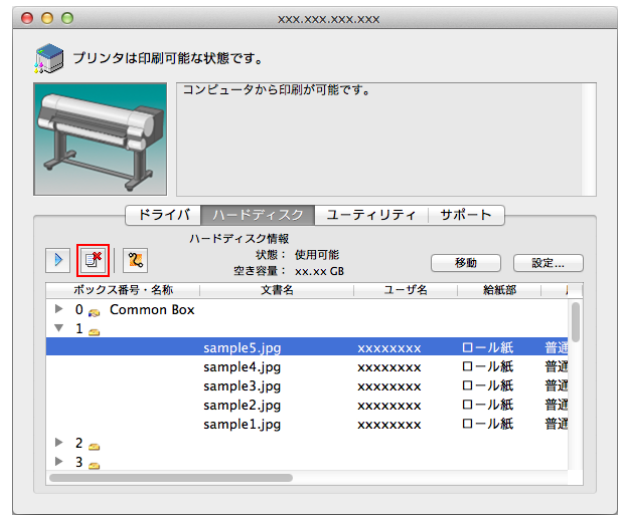 xxx.xxx.xxx.xxx
プリンタは印刷可能な状態です。
コンピュータから印刷が可能です。
ドライバ ハードディスク ユーティリティ サポート
ハードディスク情報
状態： 使用可能
空き容量： xx.xx GB
移動 設定...
ボックス番号・名称 文書名 ユーザ名 給紙部
0 Common Box
1
sample5.jpg xxxxxxxx ロール紙 普通
sample4.jpg xxxxxxxx ロール紙 普通
sample3.jpg xxxxxxxx ロール紙 普通
sample2.jpg xxxxxxxx ロール紙 普通
sample1.jpg xxxxxxxx ロール紙 普通
2
3